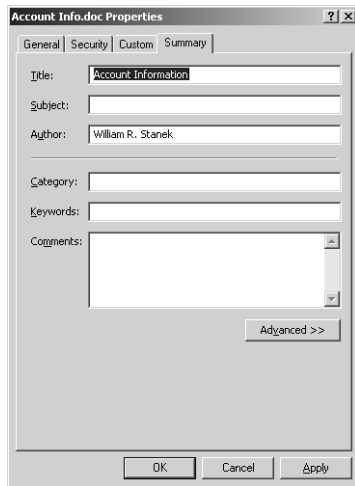 Account Info.doc Properties
General Security Custom Summary
Title: Account Information
Subject:
Author: William R. Stanek
Category:
Keywords:
Comments:
Advanced >>
OK Cancel Apply